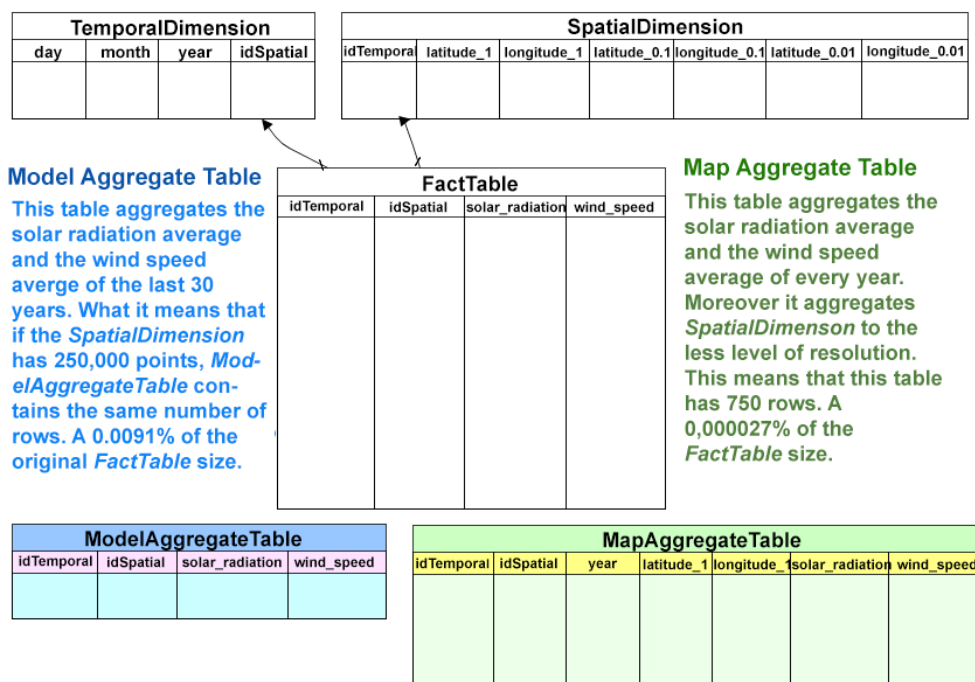 TemporalDimension
day month year idSpatial
SpatialDimension
idTemporal latitude_1 longitude_1 latitude_0.1 longitude_0.1 latitude_0.01 longitude_0.01
Model Aggregate Table
This table aggregates the
solar radiation average
and the wind speed
averge of the last 30
years. What it means that
if the SpatialDimension
has 250,000 points, Mod-
elAggregateTable con-
tains the same number of
rows. A 0.0091% of the
original FactTable size.
FactTable
idTemporal idSpatial solar_radiation wind_speed
Map Aggregate Table
This table aggregates the
solar radiation average
and the wind speed
average of every year.
Moreover it aggregates
SpatialDimenson to the
less level of resolution.
This means that this table
has 750 rows. A
0,000027% of the
FactTable size.
ModelAggregateTable
idTemporal idSpatial solar_radiation wind_speed
MapAggregateTable
idTemporal idSpatial year latitude_1 longitude_1 solar_radiation wind_speed